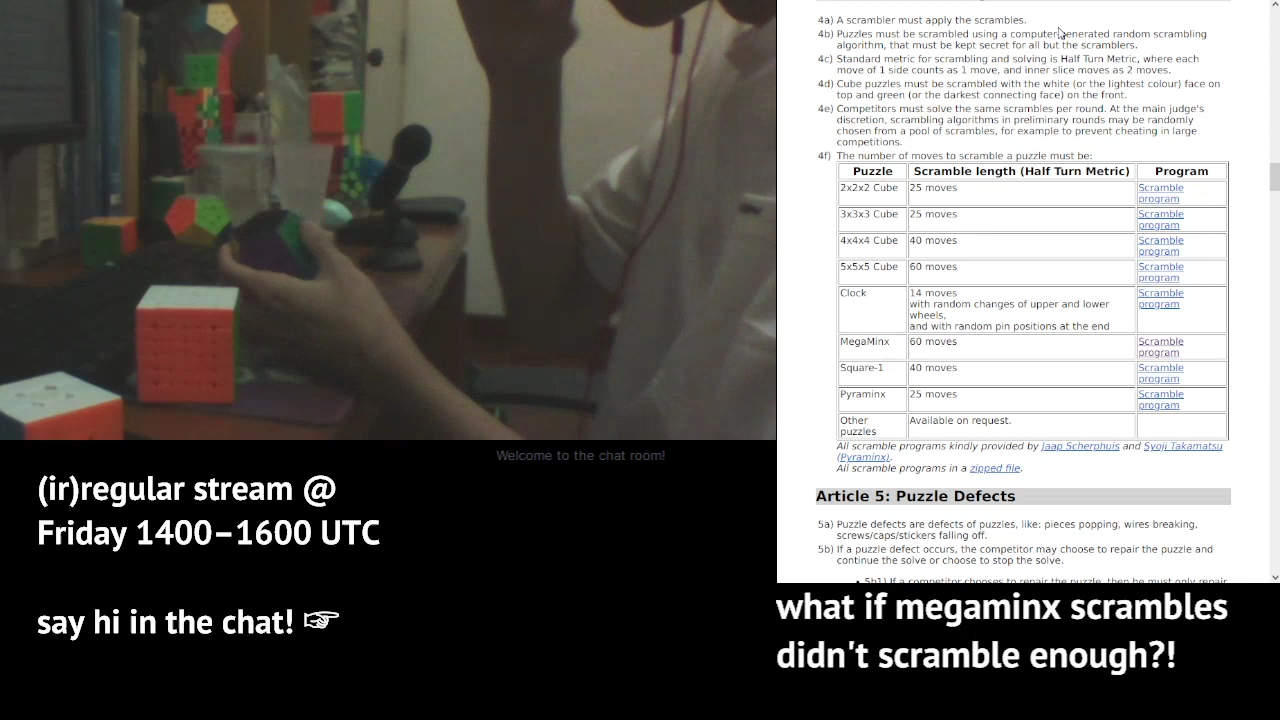 4a) A scrambler must apply the scrambles.
4b) Puzzles must be scrambled using a computer generated random scrambling
algorithm, that must be kept secret for all but the scramblers.
4c) Standard metric for scrambling and solving is Half Turn Metric, where each
move of 1 side counts as 1 move, and inner slice moves as 2 moves.
4d) Cube puzzles must be scrambled with the white (or the lightest colour) face on
top and green (or the darkest connecting face) on the front.
4e) Competitors must solve the same scrambles per round. At the main judge's
discretion, scrambling algorithms in preliminary rounds may be randomly
chosen from a pool of scrambles, for example to prevent cheating in large
competitions.
4f) The number of moves to scramble a puzzle must be:
Puzzle Scramble length (Half Turn Metric) Program
2x2x2 Cube 25 moves Scramble
program
3x3x3 Cube 25 moves Scramble
program
4x4x4 Cube 40 moves Scramble
program
5x5x5 Cube 60 moves Scramble
program
Clock 14 moves Scramble
with random changes of upper and lower program
wheels,
and with random pin positions at the end
MegaMinx 60 moves Scramble
program
Square-1 40 moves Scramble
program
Pyraminx 25 moves Scramble
program
Other Available on request.
puzzles
All scramble programs kindly provided by Jaap Scherphuis and Syoji Takamatsu
(Pyraminx).
All scramble programs in a zipped file.
Article 5: Puzzle Defects
5a) Puzzle defects are defects of puzzles, like: pieces popping, wires breaking,
screws/caps/stickers falling off.
5b) If a puzzle defect occurs, the competitor may choose to repair the puzzle and
continue the solve or choose to stop the solve.
• 5b1) If a competitor chooses to repair the puzzle, then he must only repair
Welcome to the chat room!
(ir)regular stream @
Friday 1400–1600 UTC
say hi in the chat! ☞
what if megaminx scrambles
didn't scramble enough?!